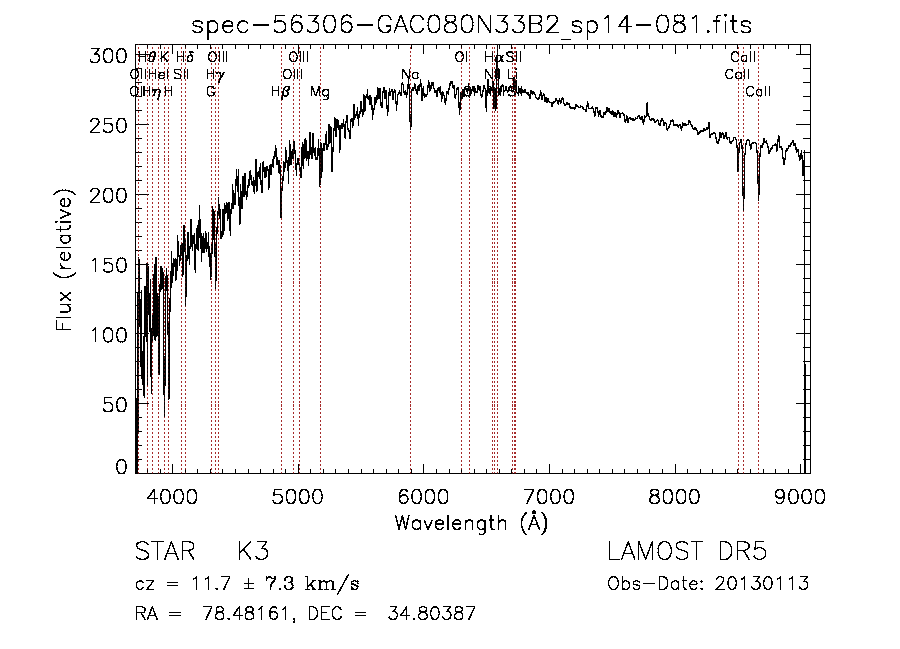 spec-56306-GAC080N33B2_sp14-081.fits
300
250
200
150
100
50
0
Flux (relative)
Hθ K Hδ OIII OIII OI Hα SII CaII
OII HeI SII Hγ OIII Na NII Li CaII
OII Hη H G Hβ Mg CaII
4000 5000 6000 7000 8000 9000
Wavelength (Å)
STAR K3 LAMOST DR5
cz = 11.7 ± 7.3 km/s Obs-Date: 20130113
RA = 78.48161, DEC = 34.80387